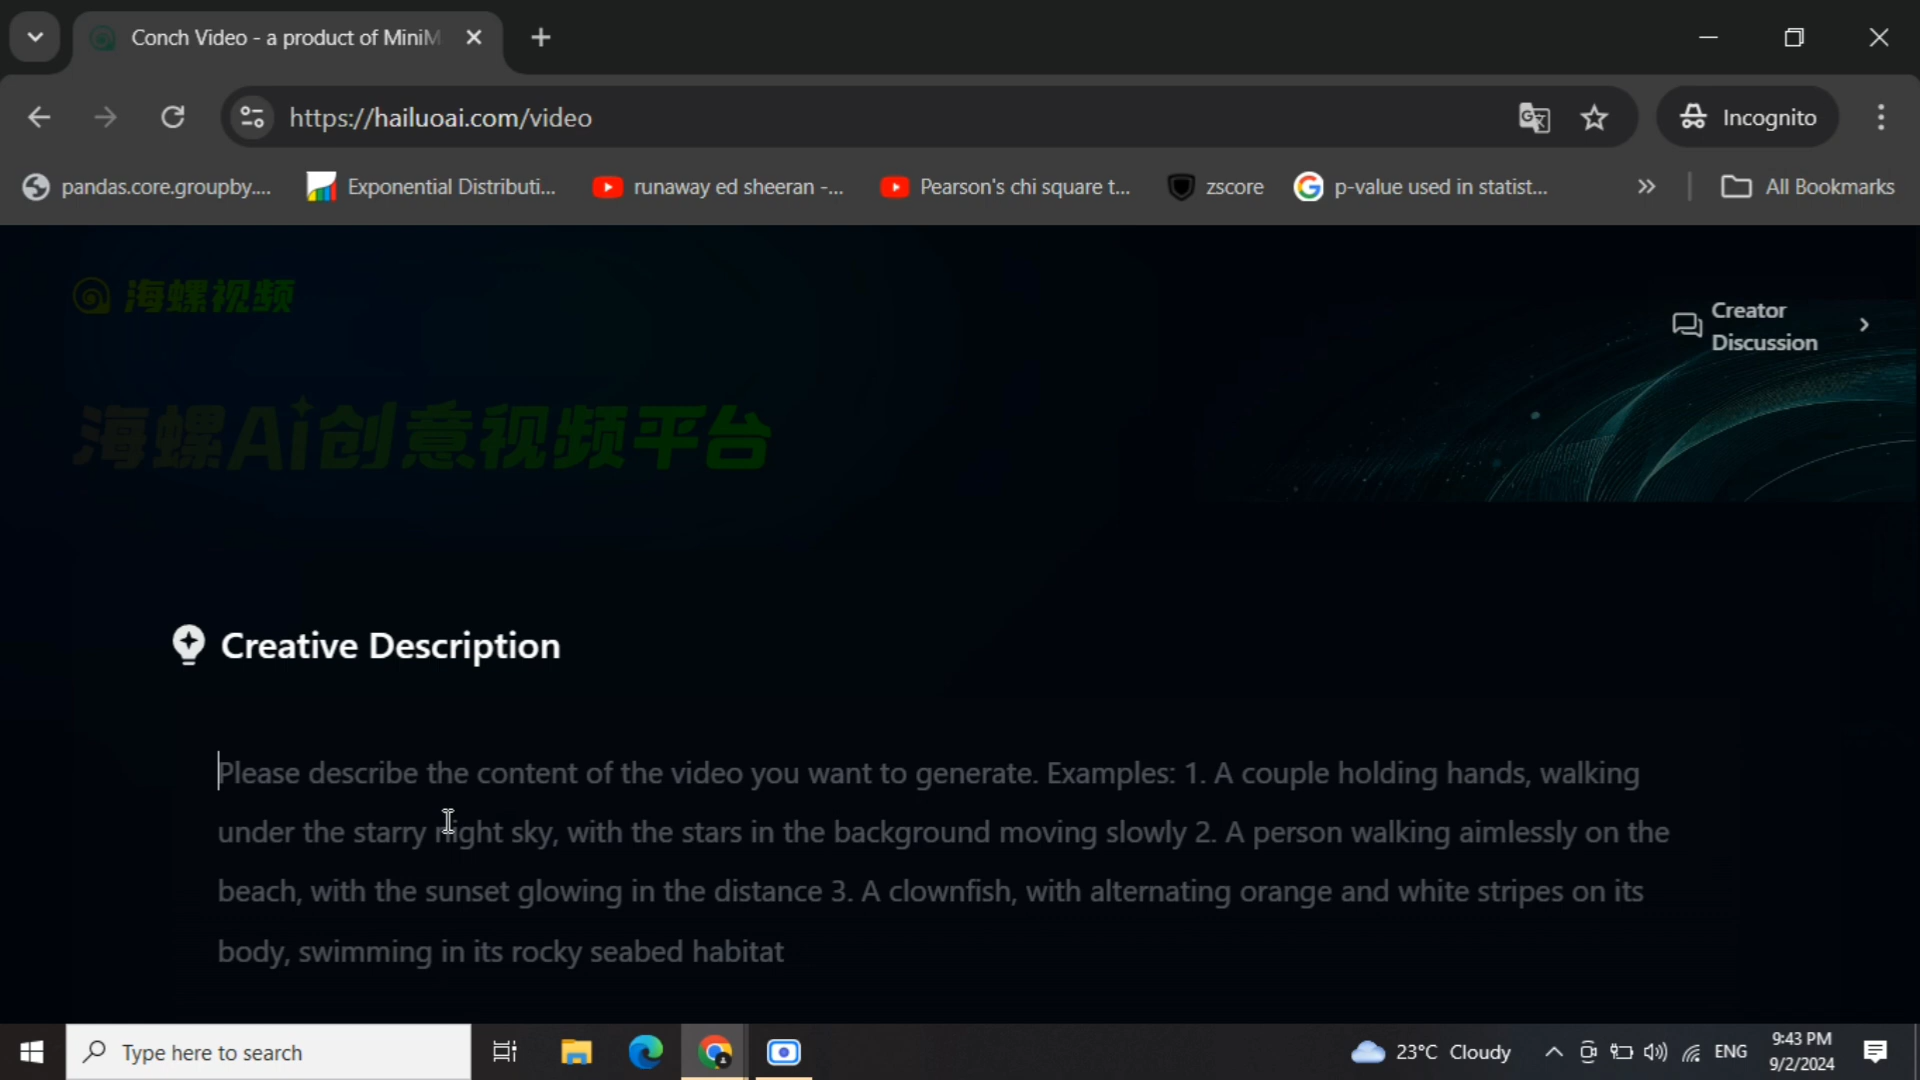 Conch Video - a product of MiniM
https://hailuoai.com/video
Incognito
pandas.core.groupby....
Exponential Distributi...
runaway ed sheeran -...
Pearson's chi square t...
zscore
p-value used in statist...
All Bookmarks
海螺视频
Creator
Discussion
海螺Ai创意视频平台
Creative Description
Please describe the content of the video you want to generate. Examples: 1. A couple holding hands, walking
under the starry night sky, with the stars in the background moving slowly 2. A person walking aimlessly on the
beach, with the sunset glowing in the distance 3. A clownfish, with alternating orange and white stripes on its
body, swimming in its rocky seabed habitat
Type here to search
23°C Cloudy
ENG
9:43 PM
9/2/2024